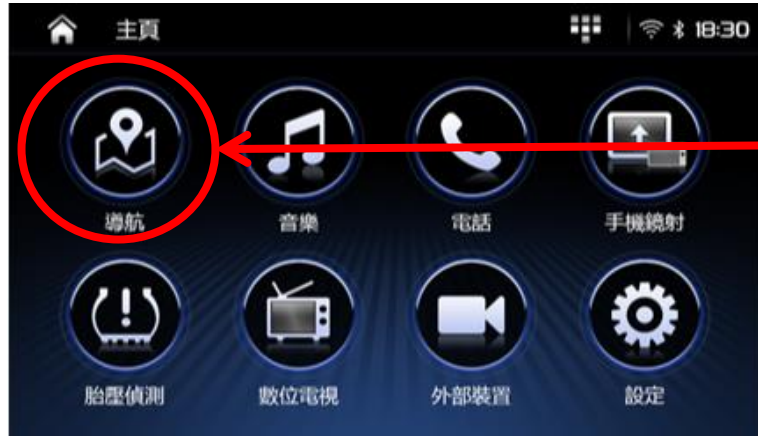 主頁 18:30
導航 音樂 電話 手機鏡射
胎壓偵測 數位電視 外部裝置 設定